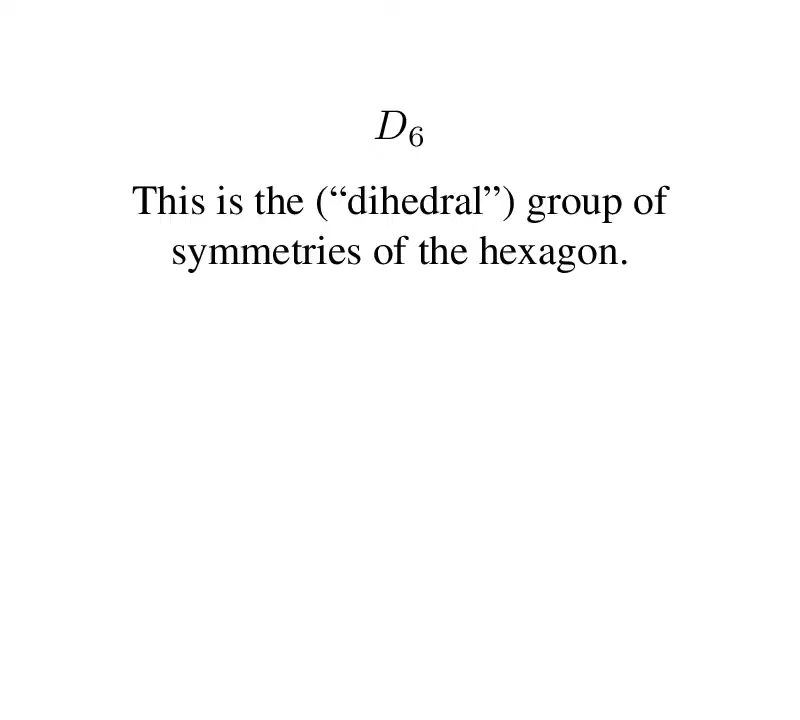 D₆
This is the (“dihedral”) group of
symmetries of the hexagon.